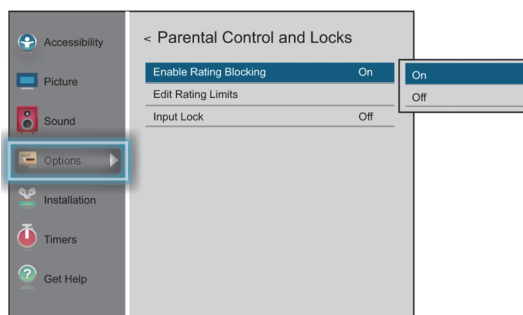 Accessibility
Picture
Sound
Options
Installation
Timers
Get Help
< Parental Control and Locks
Enable Rating Blocking On
Edit Rating Limits
Input Lock Off
On
Off